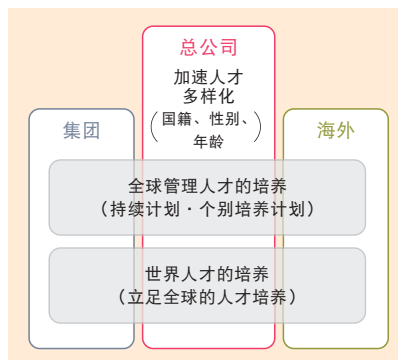 总公司
加速人才
多样化
（国籍、性别、
年龄）
集团
海外
全球管理人才的培养
（持续计划·个别培养计划）
世界人才的培养
（立足全球的人才培养）